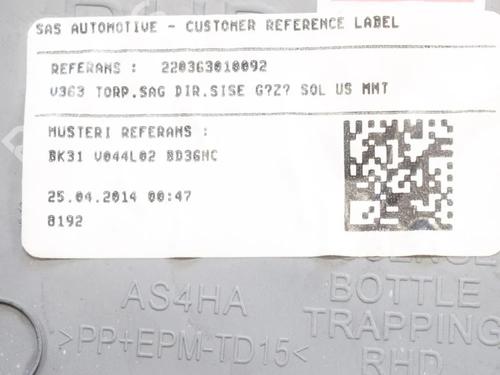 SAS AUTOMOTIVE - CUSTOMER REFERENCE LABEL
REFERANS : 220363010092
V363 TORP.SAG DIR.SISE G?Z? SOL US MMT
MUSTERI REFERANS :
BK31 V044L02 BD36HC
25.04.2014 00:47
8192
AS4HA
>PP+EPM-TD15<
BOTTLE
TRAPPING
RHD